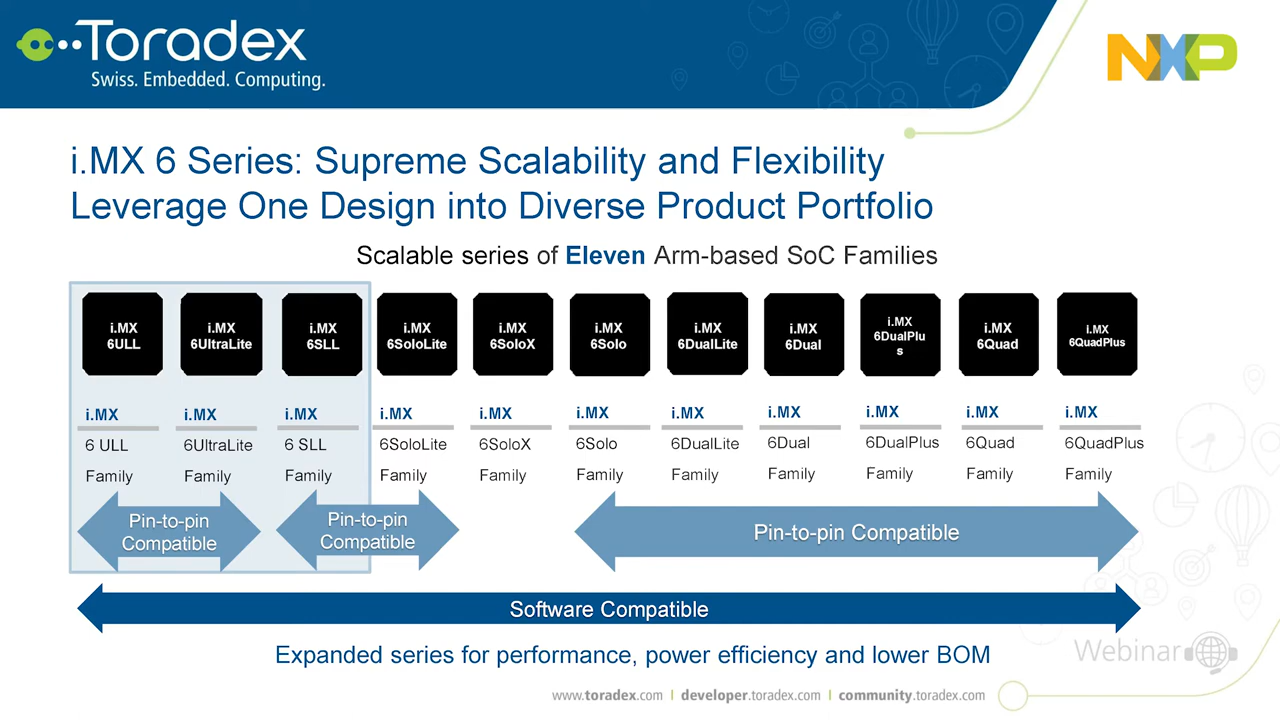 Toradex
Swiss. Embedded. Computing.
NXP
i.MX 6 Series: Supreme Scalability and Flexibility
Leverage One Design into Diverse Product Portfolio
Scalable series of Eleven Arm-based SoC Families
i.MX
6ULL
i.MX
6UltraLite
i.MX
6SLL
i.MX
6SoloLite
i.MX
6SoloX
i.MX
6Solo
i.MX
6DualLite
i.MX
6Dual
i.MX
6DualPlu
s
i.MX
6Quad
i.MX
6QuadPlus
i.MX
6 ULL
Family
i.MX
6UltraLite
Family
i.MX
6 SLL
Family
i.MX
6SoloLite
Family
i.MX
6SoloX
Family
i.MX
6Solo
Family
i.MX
6DualLite
Family
i.MX
6Dual
Family
i.MX
6DualPlus
Family
i.MX
6Quad
Family
i.MX
6QuadPlus
Family
Pin-to-pin
Compatible
Pin-to-pin
Compatible
Pin-to-pin Compatible
Software Compatible
Expanded series for performance, power efficiency and lower BOM
Webinar
www.toradex.com | developer.toradex.com | community.toradex.com